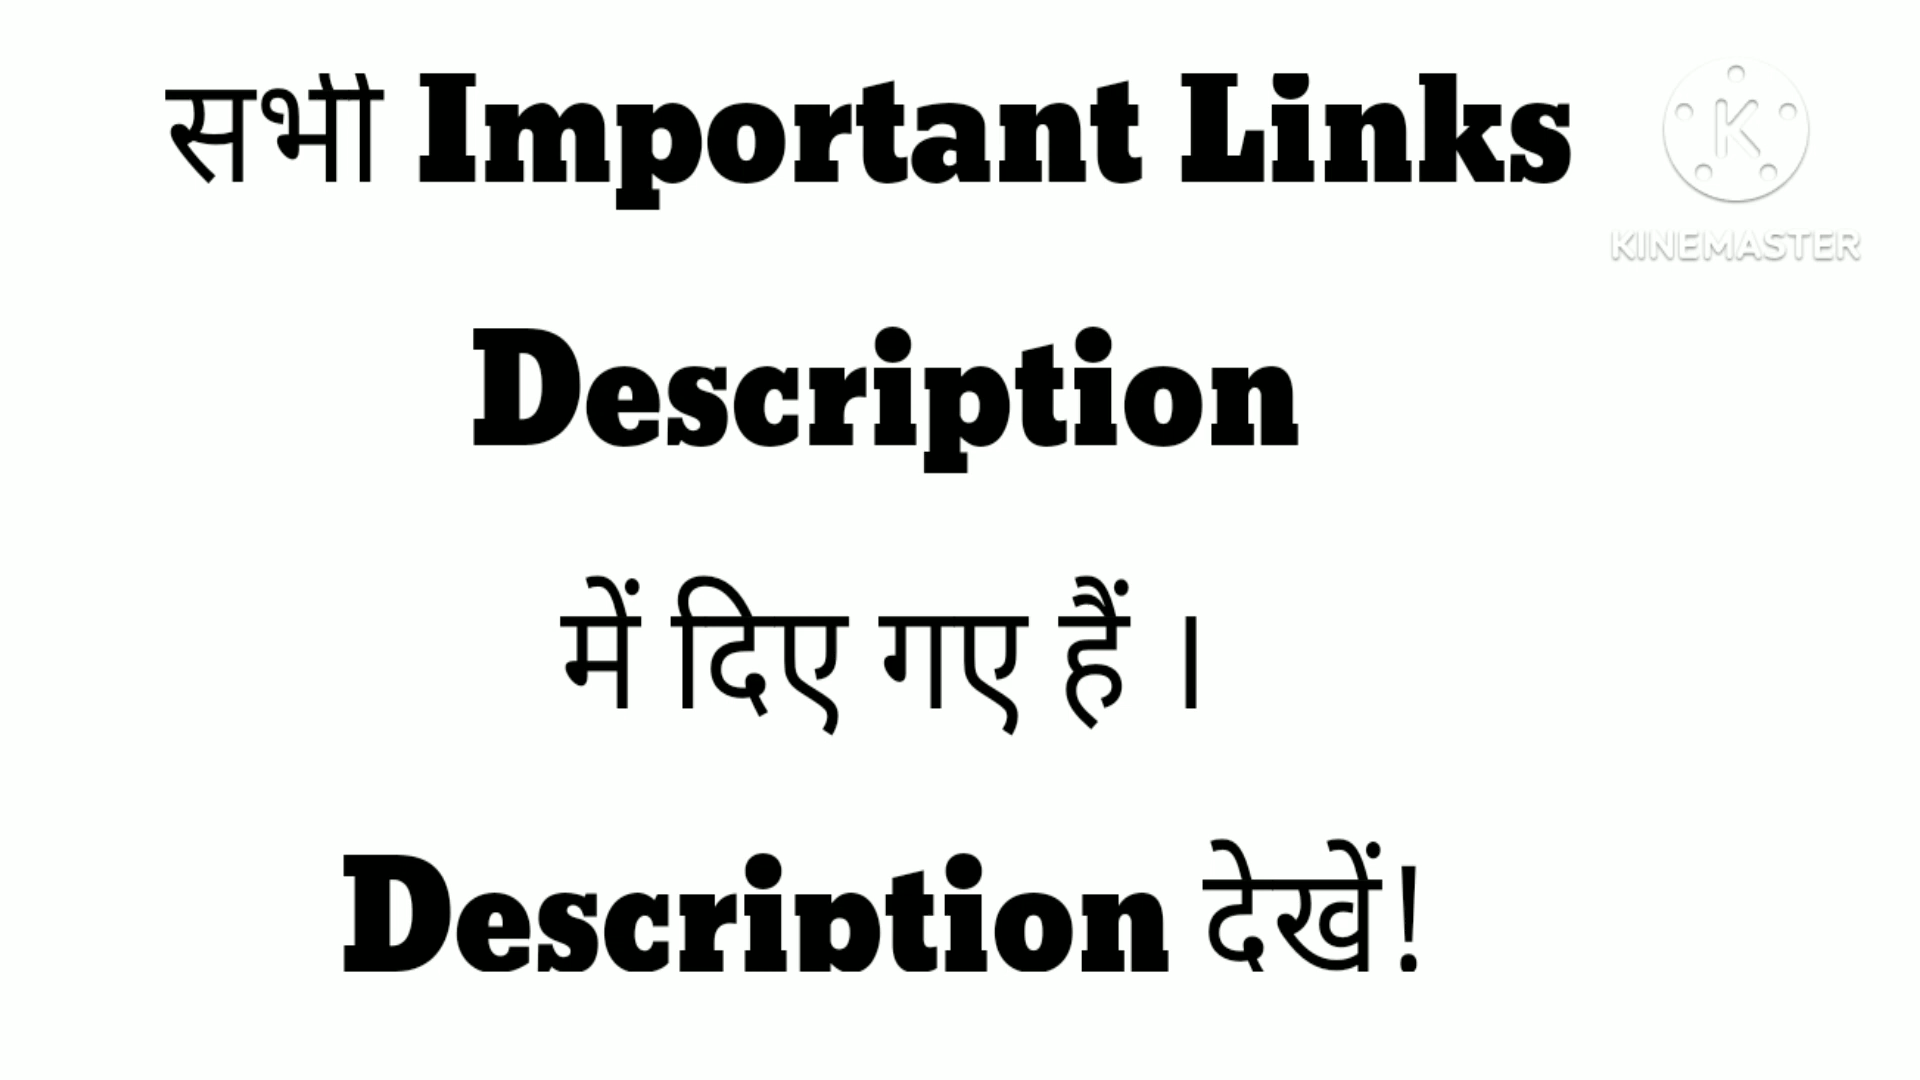 सभी Important Links
K
KINEMASTER
Description
में दिए गए हैं ।
Description देखें!